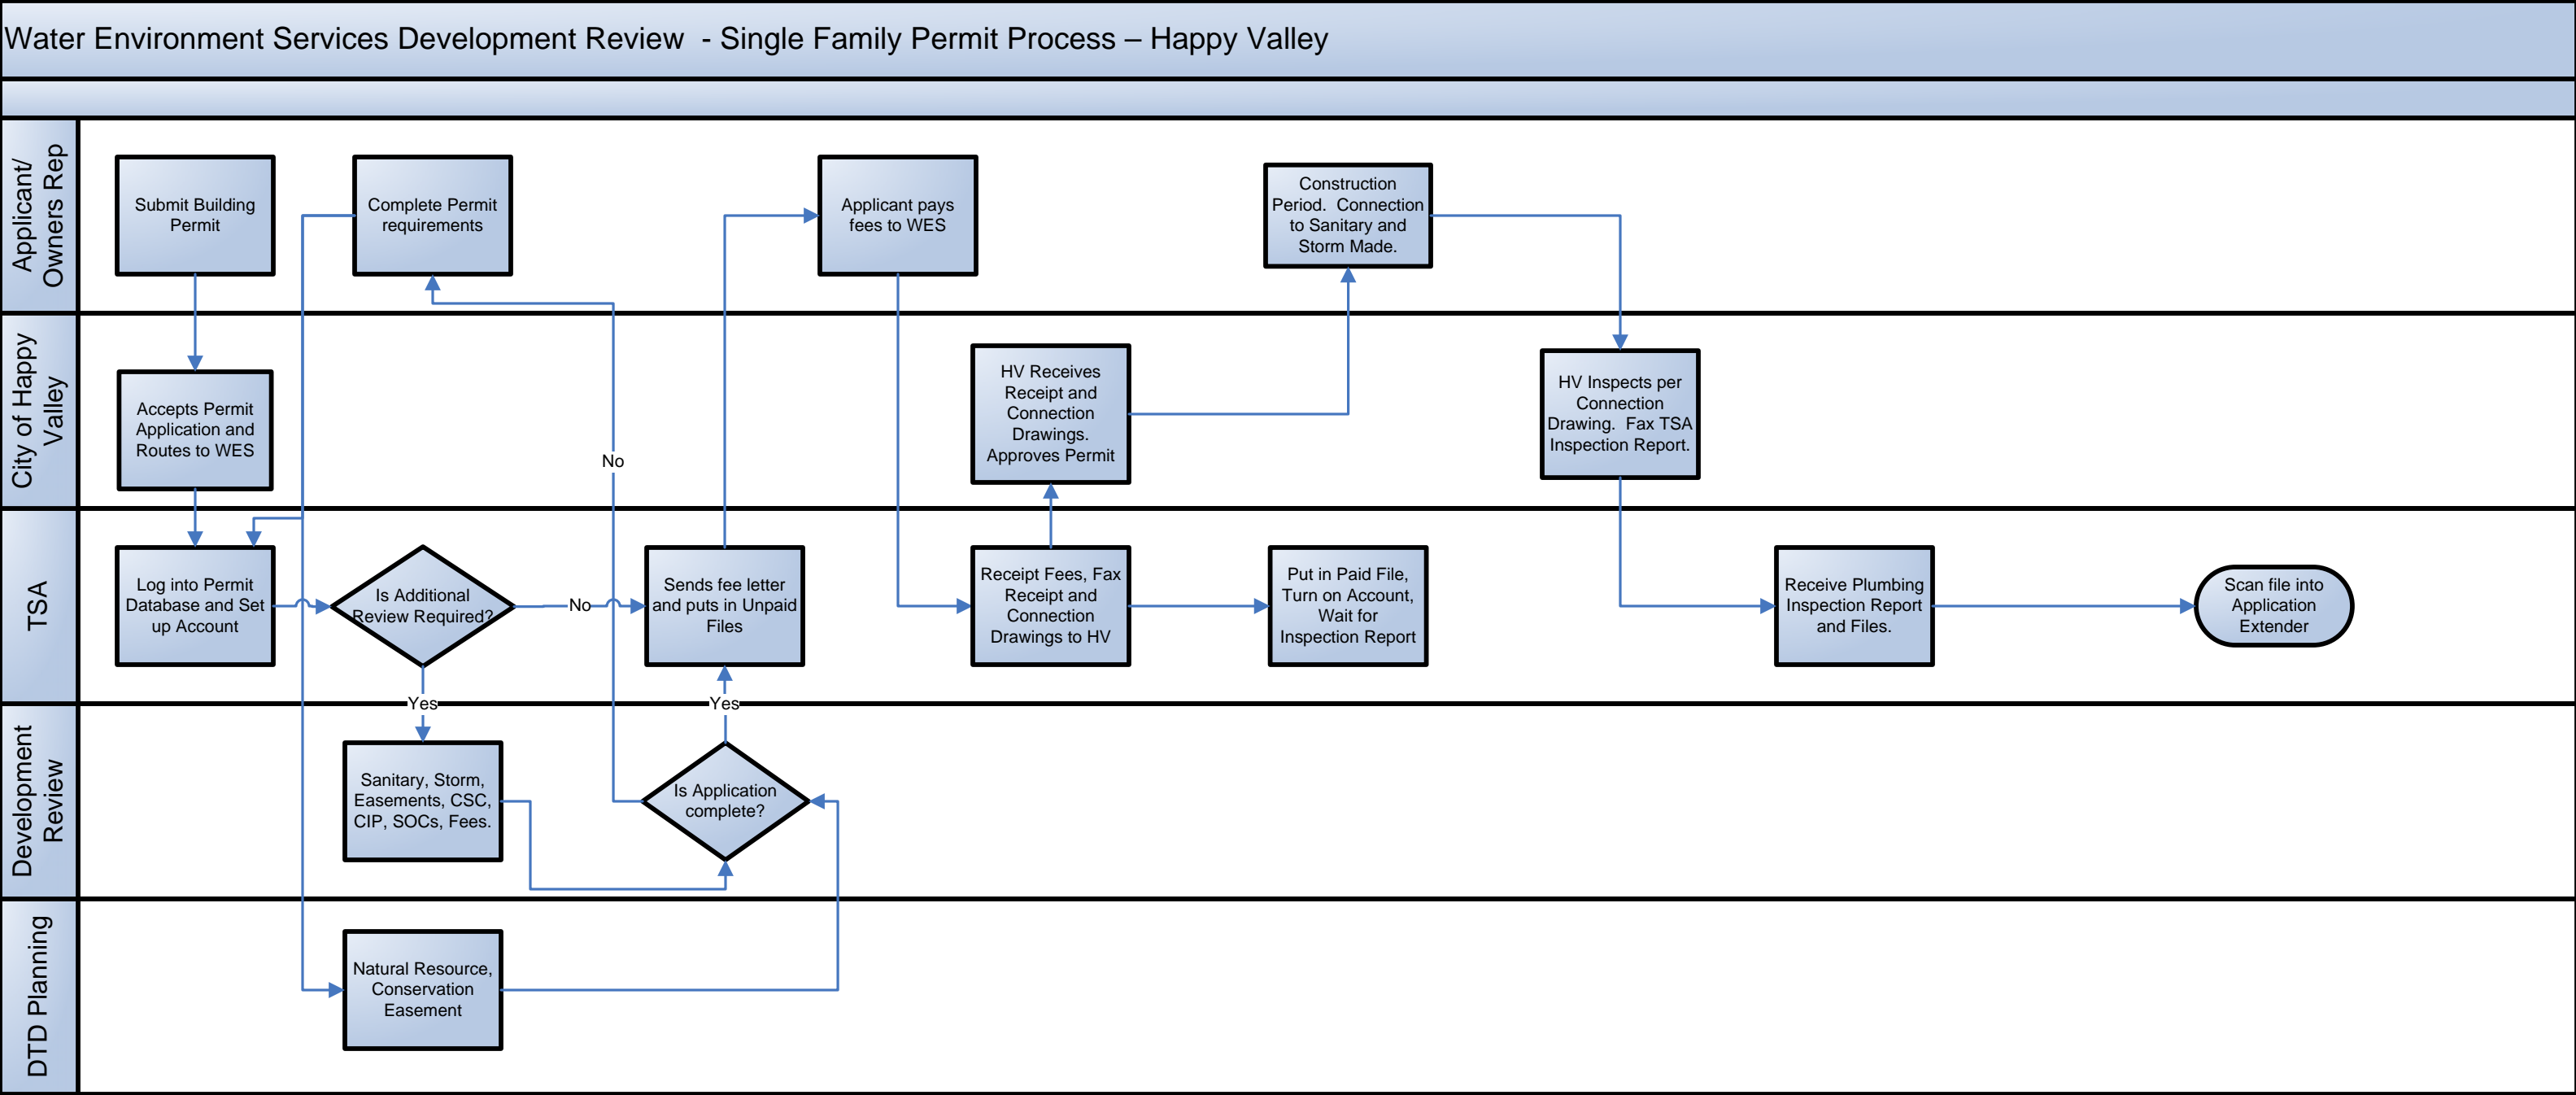 Water Environment Services Development Review  - Single Family Permit Process – Happy Valley
Applicant/
Owners Rep
Submit Building
Permit
Complete Permit
requirements
Applicant pays
fees to WES
Construction
Period.  Connection
to Sanitary and
Storm Made.
City of Happy
Valley
Accepts Permit
Application and
Routes to WES
No
HV Receives
Receipt and
Connection
Drawings.
Approves Permit
HV Inspects per
Connection
Drawing.  Fax TSA
Inspection Report.
TSA
Log into Permit
Database and Set
up Account
Is Additional
Review Required?
No
Sends fee letter
and puts in Unpaid
Files
Receipt Fees, Fax
Receipt and
Connection
Drawings to HV
Put in Paid File,
Turn on Account,
Wait for
Inspection Report
Receive Plumbing
Inspection Report
and Files.
Scan file into
Application
Extender
Yes
Yes
Development
Review
Sanitary, Storm,
Easements, CSC,
CIP, SOCs, Fees.
Is Application
complete?
DTD Planning
Natural Resource,
Conservation
Easement